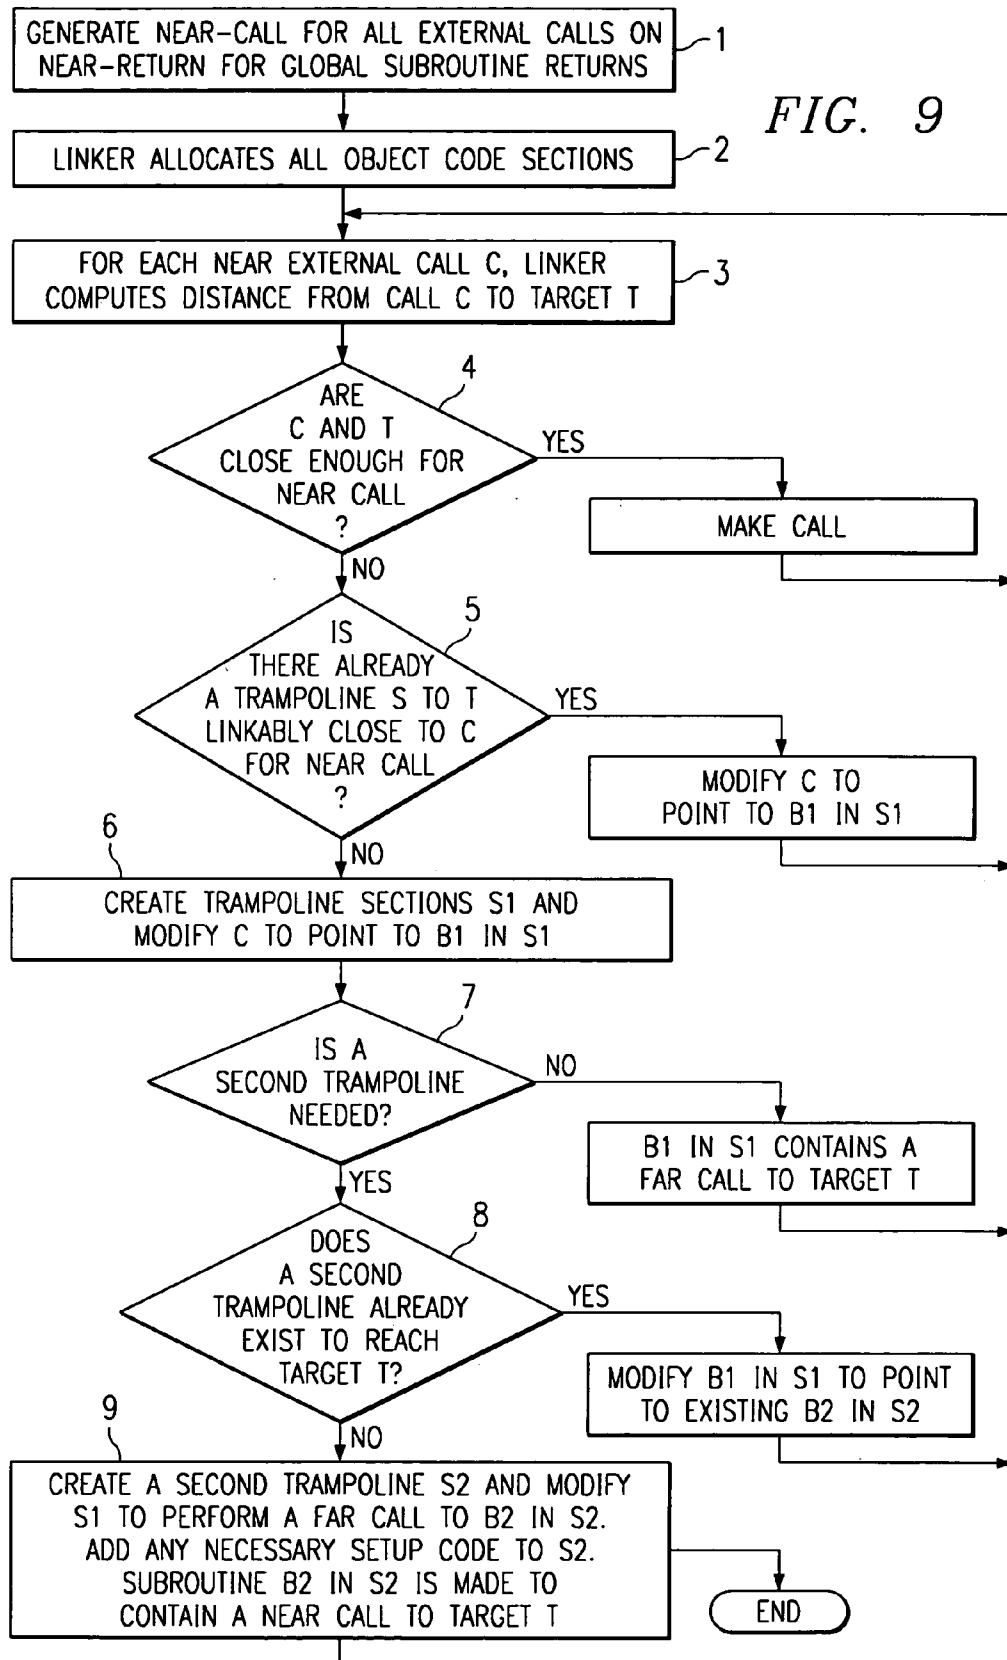 GENERATE NEAR-CALL FOR ALL EXTERNAL CALLS ON
NEAR-RETURN FOR GLOBAL SUBROUTINE RETURNS
1
FIG. 9
LINKER ALLOCATES ALL OBJECT CODE SECTIONS
2
FOR EACH NEAR EXTERNAL CALL C, LINKER
COMPUTES DISTANCE FROM CALL C TO TARGET T
3
4
ARE
C AND T
CLOSE ENOUGH FOR
NEAR CALL
?
YES
MAKE CALL
NO
5
IS
THERE ALREADY
A TRAMPOLINE S TO T
LINKABLY CLOSE TO C
FOR NEAR CALL
?
YES
MODIFY C TO
POINT TO B1 IN S1
NO
6
CREATE TRAMPOLINE SECTIONS S1 AND
MODIFY C TO POINT TO B1 IN S1
7
IS A
SECOND TRAMPOLINE
NEEDED?
NO
B1 IN S1 CONTAINS A
FAR CALL TO TARGET T
YES
8
DOES
A SECOND
TRAMPOLINE ALREADY
EXIST TO REACH
TARGET T?
YES
MODIFY B1 IN S1 TO POINT
TO EXISTING B2 IN S2
NO
9
CREATE A SECOND TRAMPOLINE S2 AND MODIFY
S1 TO PERFORM A FAR CALL TO B2 IN S2.
ADD ANY NECESSARY SETUP CODE TO S2.
SUBROUTINE B2 IN S2 IS MADE TO
CONTAIN A NEAR CALL TO TARGET T
END